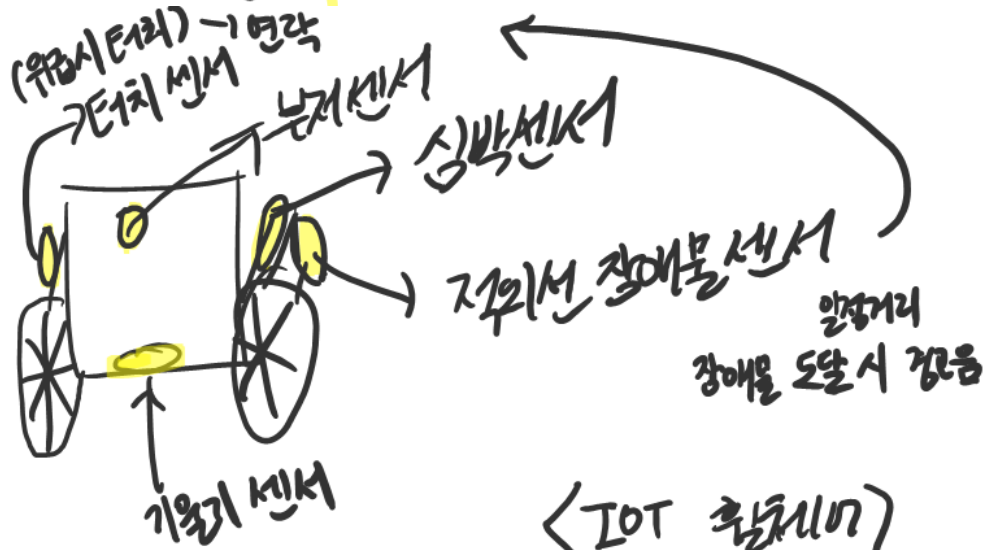 (위급시 터치) → 연락
터치 센서
부저센서
심박센서
적외선 장애물 센서
일정거리
장애물 도달 시 경고음
기울기 센서
<IOT 휠체어>